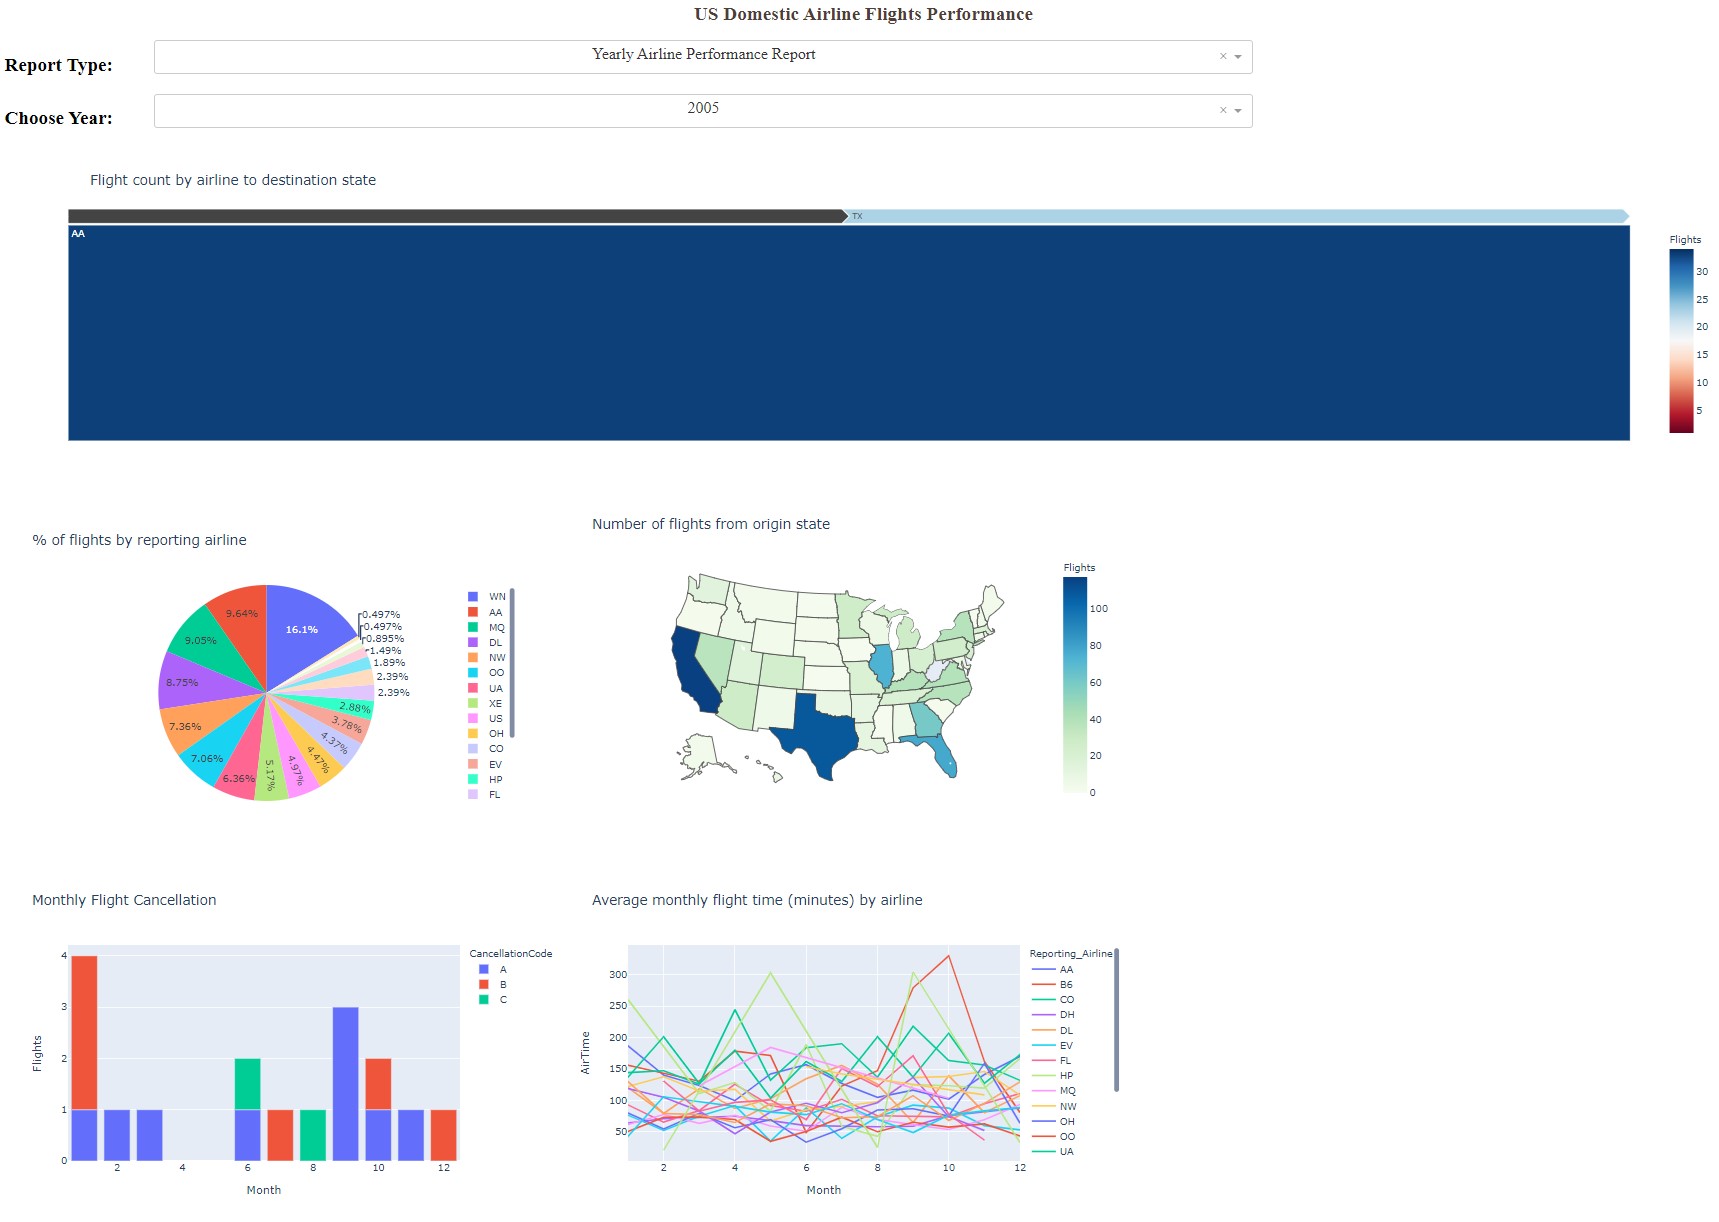 US Domestic Airline Flights Performance
Report Type:
Yearly Airline Performance Report
×
Choose Year:
2005
×
Flight count by airline to destination state
TX
AA
Flights
30
25
20
15
10
5
% of flights by reporting airline
16.1%
9.64%
9.05%
8.75%
7.36%
7.06%
6.36%
5.17%
4.97%
4.47%
4.37%
3.78%
2.88%
2.39%
2.39%
1.89%
1.49%
0.895%
0.497%
0.497%
WN
AA
MQ
DL
NW
OO
UA
XE
US
OH
CO
EV
HP
FL
Number of flights from origin state
Flights
100
80
60
40
20
0
Monthly Flight Cancellation
Flights
4
3
2
1
0
2 4 6 8 10 12
Month
CancellationCode
A
B
C
Average monthly flight time (minutes) by airline
AirTime
300
250
200
150
100
50
2 4 6 8 10 12
Month
Reporting_Airline
AA
B6
CO
DH
DL
EV
FL
HP
MQ
NW
OH
OO
UA